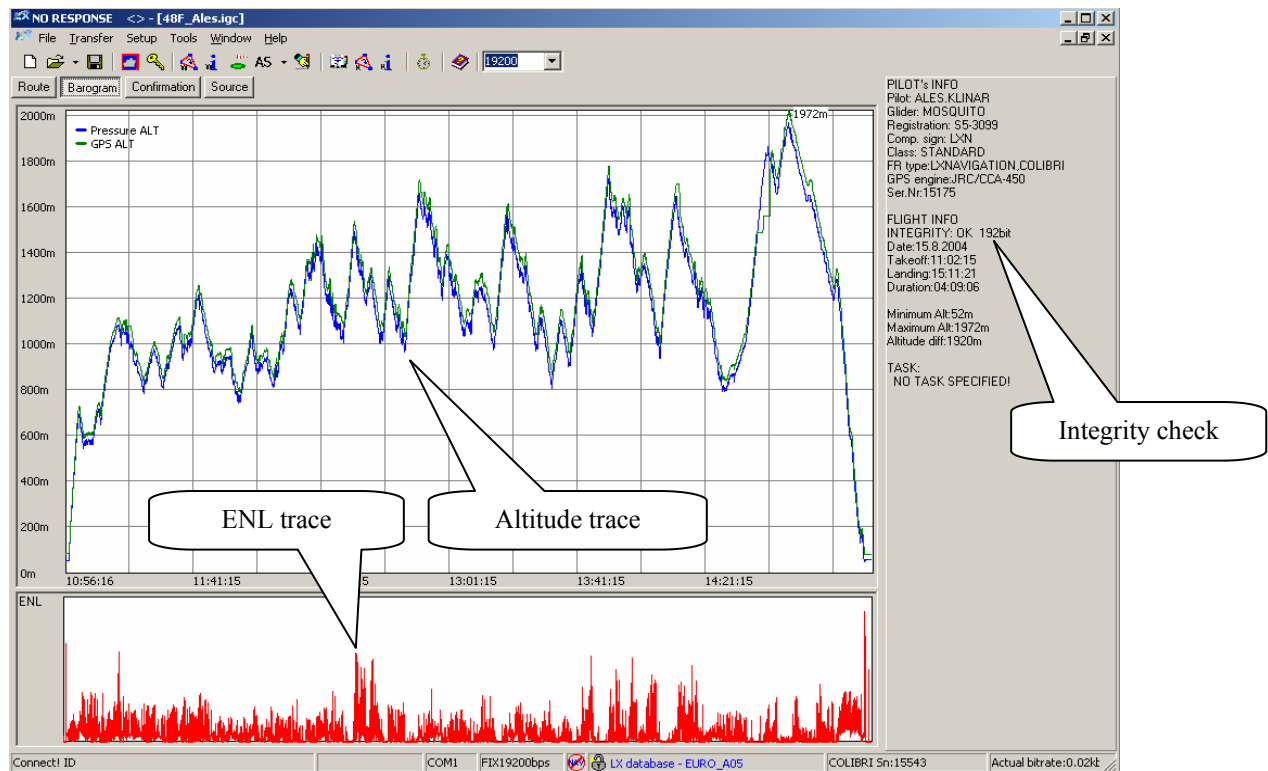 NO RESPONSE <> - [48F_Ales.igc]
File Transfer Setup Tools Window Help
AS 19200
Route Barogram Confirmation Source
PILOT's INFO
Pilot: ALES.KLINAR
Glider: MOSQUITO
Registration: S5-3099
Comp. sign: LXN
Class: STANDARD
FR type:LXNAVIGATION,COLIBRI
GPS engine:JRC/CCA-450
Ser.Nr:15175
FLIGHT INFO
INTEGRITY: OK 192bit
Date:15.8.2004
Takeoff:11:02:15
Landing:15:11:21
Duration:04:09:06
Minimum Alt:52m
Maximum Alt:1972m
Altitude diff:1920m
TASK:
NO TASK SPECIFIED!
Integrity check
2000m
1972m
Pressure ALT
GPS ALT
1800m
1600m
1400m
1200m
1000m
800m
600m
400m
200m
0m
ENL trace
Altitude trace
10:56:16 11:41:15 5 13:01:15 13:41:15 14:21:15
ENL
Connect! ID COM1 FIX19200bps LX database - EURO_A05 COLIBRI Sn:15543 Actual bitrate:0.02kb